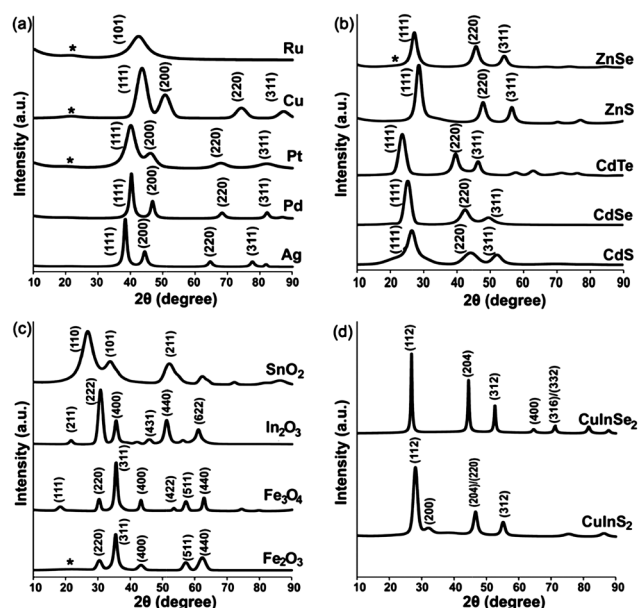 (a)
Intensity (a.u.)
* (101) Ru
* (111) (200) (220) (311) Cu
* (111) (200) (220) (311) Pt
(111) (200) (220) (311) Pd
(111) (200) (220) (311) Ag
10 20 30 40 50 60 70 80 90
2θ (degree)
(b)
Intensity (a.u.)
* (111) (220) (311) ZnSe
(111) (220) (311) ZnS
(111) (220) (311) CdTe
(111) (220) (311) CdSe
(111) (220) (311) CdS
10 20 30 40 50 60 70 80 90
2θ (degree)
(c)
Intensity (a.u.)
(110) (101) (211) SnO2
(211) (222) (400) (431) (440) (622) In2O3
(111) (220) (311) (400) (422) (511) (440) Fe3O4
* (220) (311) (400) (511) (440) Fe2O3
10 20 30 40 50 60 70 80 90
2θ (degree)
(d)
Intensity (a.u.)
(112) (204) (312) (400) (316)/(332) CuInSe2
(112) (200) (204)/(220) (312) CuInS2
10 20 30 40 50 60 70 80 90
2θ (degree)